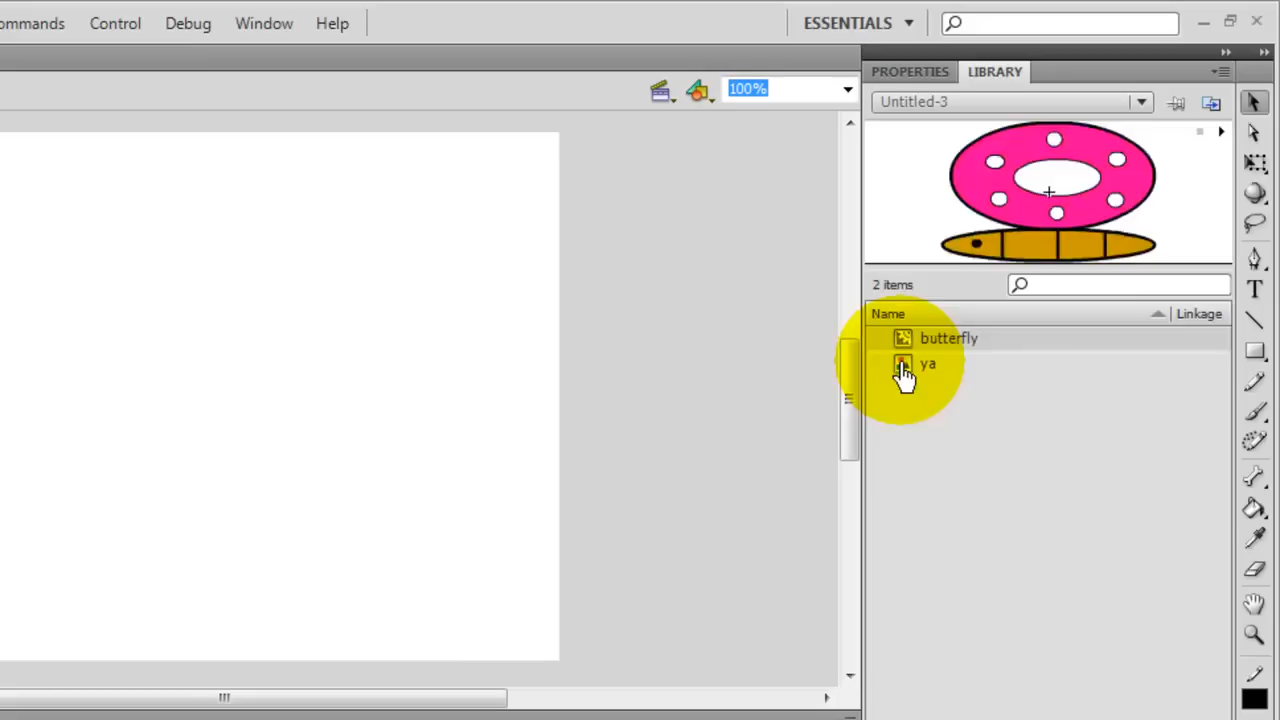 ommands Control Debug Window Help ESSENTIALS
PROPERTIES LIBRARY
100%
Untitled-3
2 items
Name Linkage
butterfly
ya